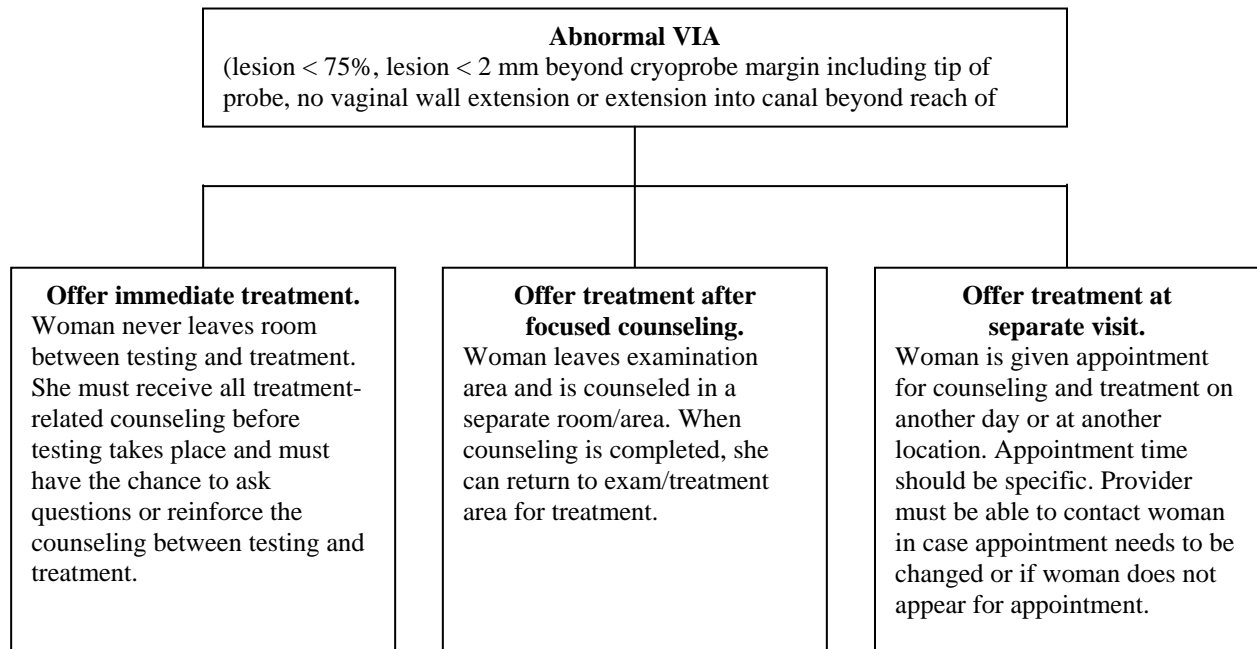 Abnormal VIA
(lesion < 75%, lesion < 2 mm beyond cryoprobe margin including tip of
probe, no vaginal wall extension or extension into canal beyond reach of
Offer immediate treatment.
Woman never leaves room
between testing and treatment.
She must receive all treatment-
related counseling before
testing takes place and must
have the chance to ask
questions or reinforce the
counseling between testing and
treatment.
Offer treatment after
focused counseling.
Woman leaves examination
area and is counseled in a
separate room/area. When
counseling is completed, she
can return to exam/treatment
area for treatment.
Offer treatment at
separate visit.
Woman is given appointment
for counseling and treatment on
another day or at another
location. Appointment time
should be specific. Provider
must be able to contact woman
in case appointment needs to be
changed or if woman does not
appear for appointment.